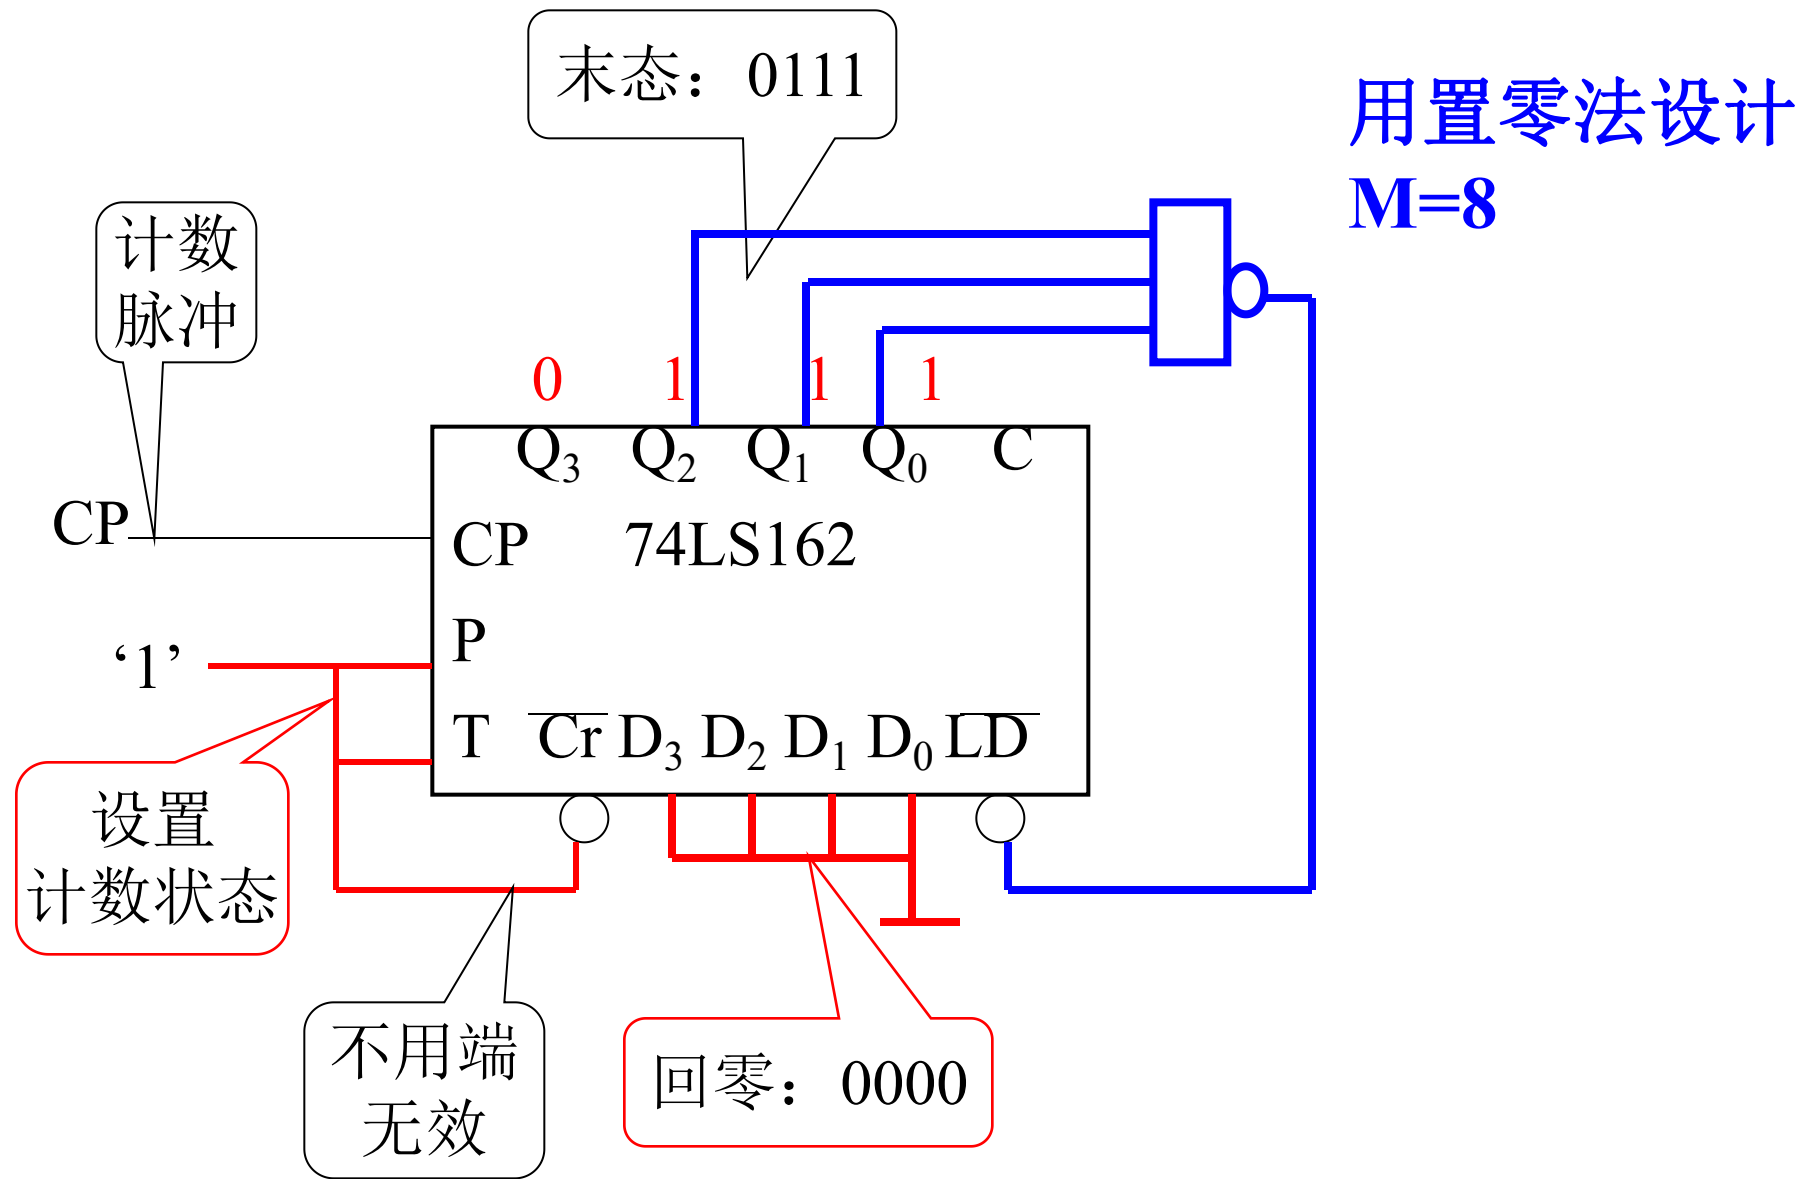 末态：0111
用置零法设计
M=8
计数
脉冲
0 1 1 1
Q3 Q2 Q1 Q0 C
CP
CP 74LS162
P
‘1’
T C̅r̅ D3 D2 D1 D0 L̅D̅
设置
计数状态
不用端
无效
回零：0000